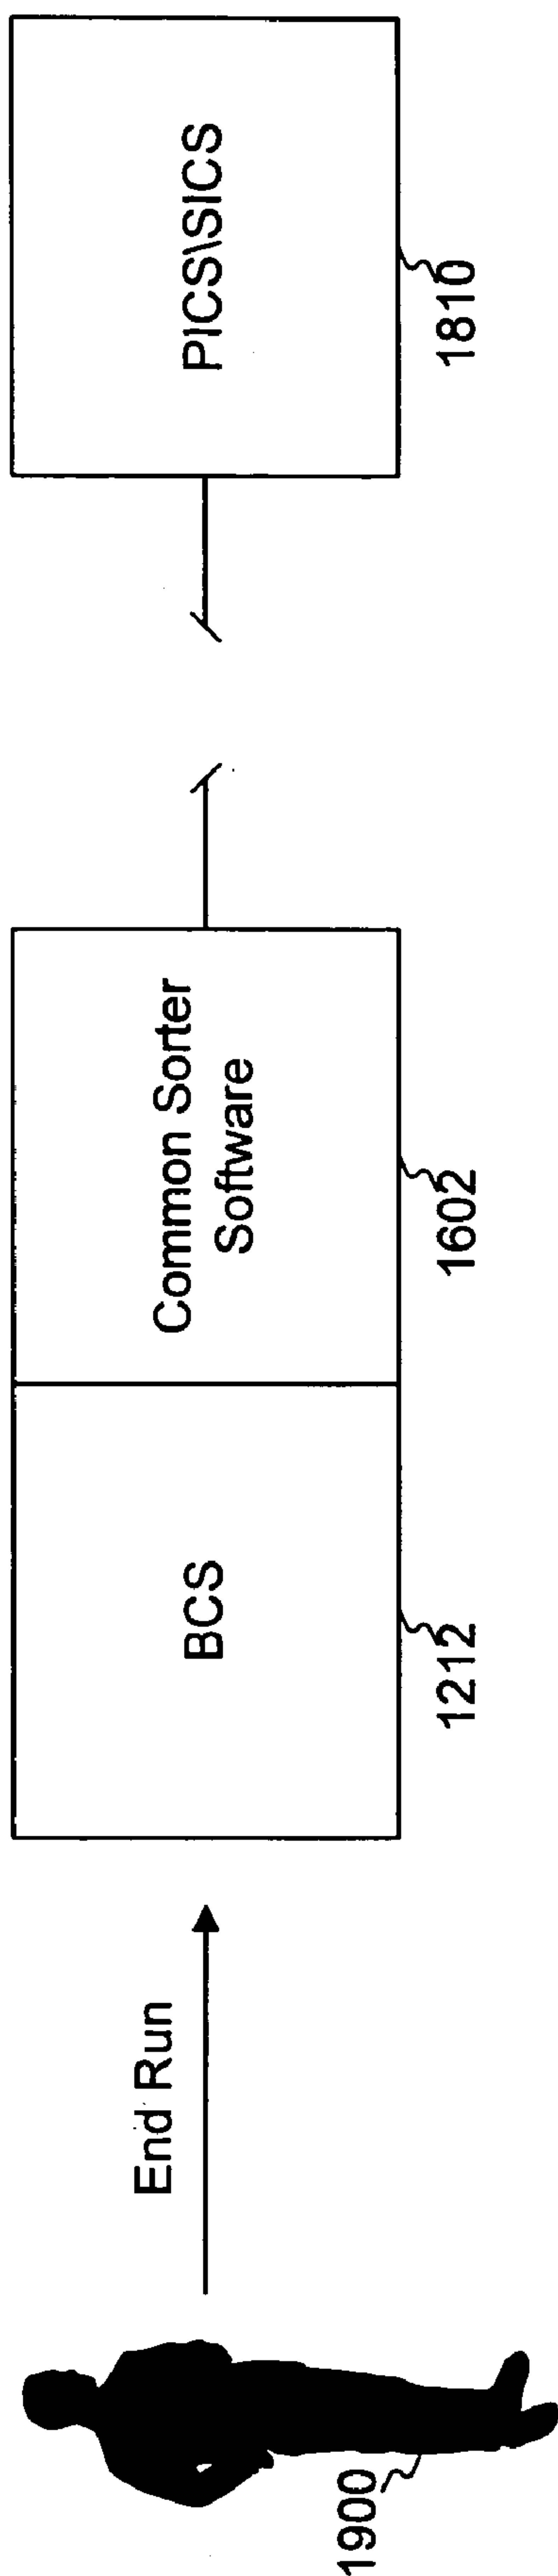 End Run
BCS
Common Sorter
Software
PICS\SICS
1900
1212
1602
1810